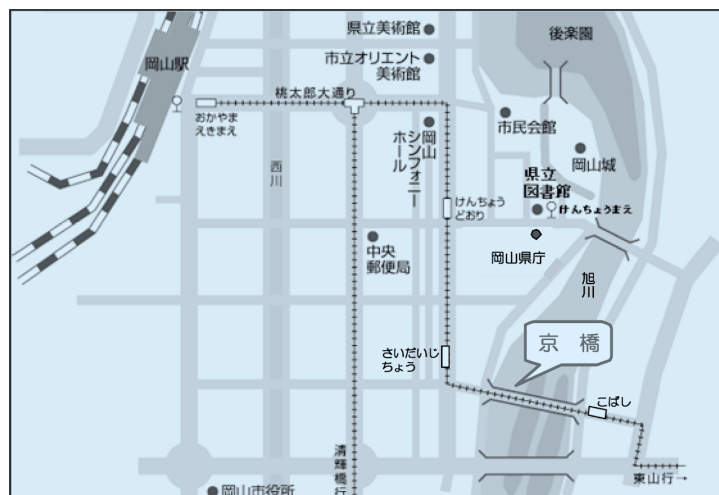 県立美術館
後楽園
市立オリエント
美術館
岡山駅
桃太郎大通り
おかやま
えきまえ
岡山
シンフォニー
ホール
市民会館
岡山城
西川
県立
図書館
けんちょう
どおり
けんちょうまえ
中央
郵便局
岡山県庁
旭川
さいだいじ
ちょう
京橋
こばし
清輝橋行
東山行→
岡山市役所